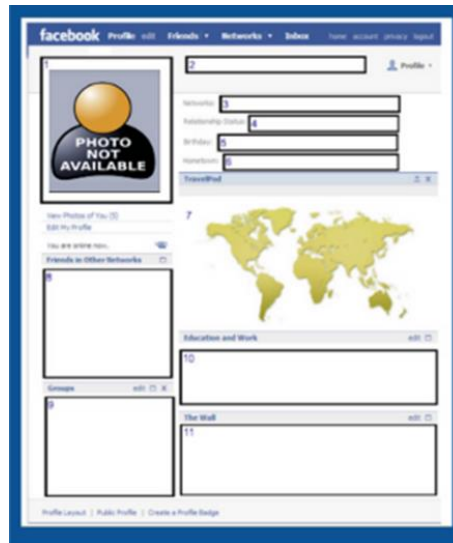 facebook Profile edit Friends Networks Inbox home account privacy logout
1
2
Profile
PHOTO
NOT
AVAILABLE
Networks: 3
Relationship Status: 4
Birthday: 5
Hometown: 6
TravelPod x
View Photos of You (5)
Edit My Profile
You are online now.
7
Friends in Other Networks
8
Education and Work edit
10
Groups edit x
9
The Wall edit
11
Profile Layout | Public Profile | Create a Profile Badge